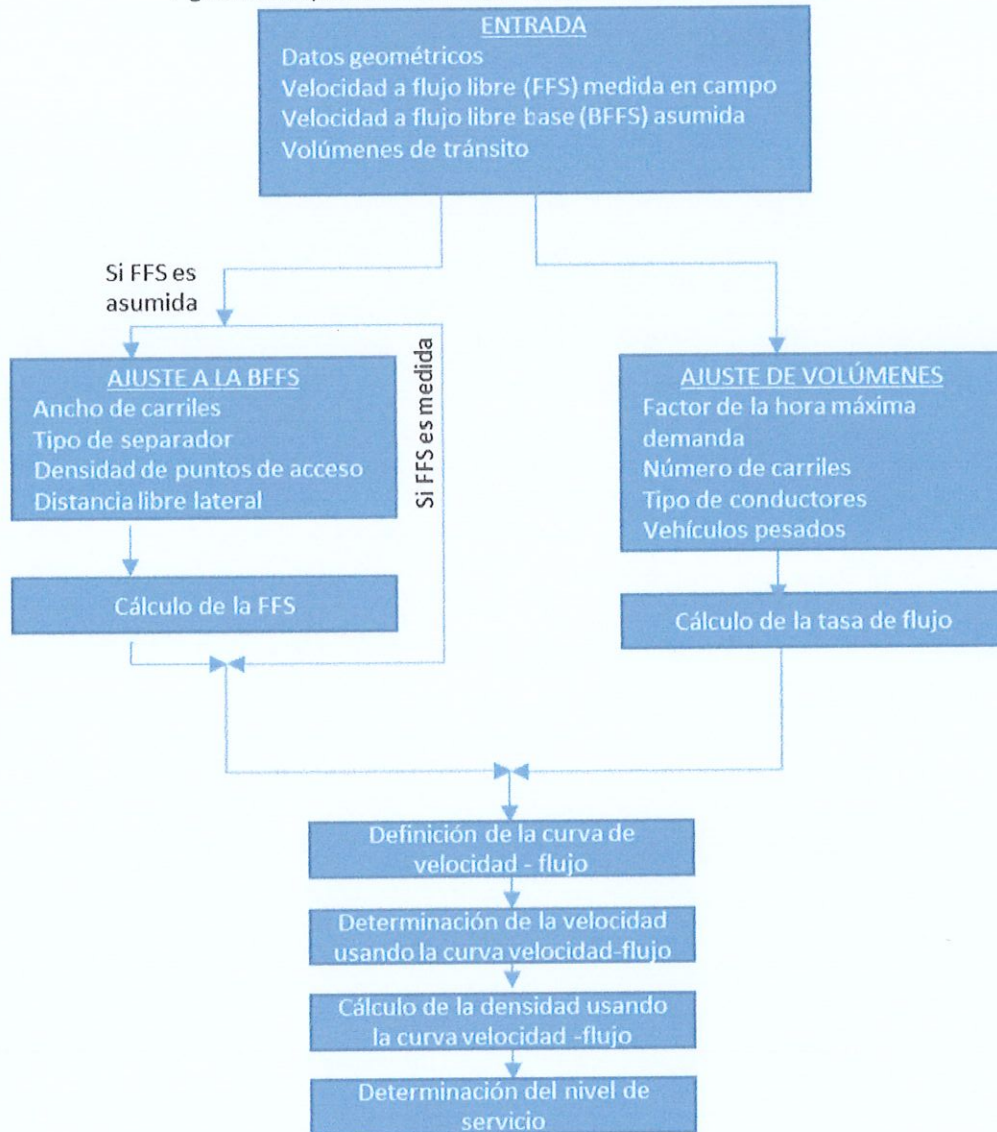 ENTRADA
Datos geométricos
Velocidad a flujo libre (FFS) medida en campo
Velocidad a flujo libre base (BFFS) asumida
Volúmenes de tránsito
Si FFS es
asumida
Si FFS es medida
AJUSTE A LA BFFS
Ancho de carriles
Tipo de separador
Densidad de puntos de acceso
Distancia libre lateral
AJUSTE DE VOLÚMENES
Factor de la hora máxima
demanda
Número de carriles
Tipo de conductores
Vehículos pesados
Cálculo de la FFS
Cálculo de la tasa de flujo
Definición de la curva de
velocidad - flujo
Determinación de la velocidad
usando la curva velocidad-flujo
Cálculo de la densidad usando
la curva velocidad -flujo
Determinación del nivel de
servicio